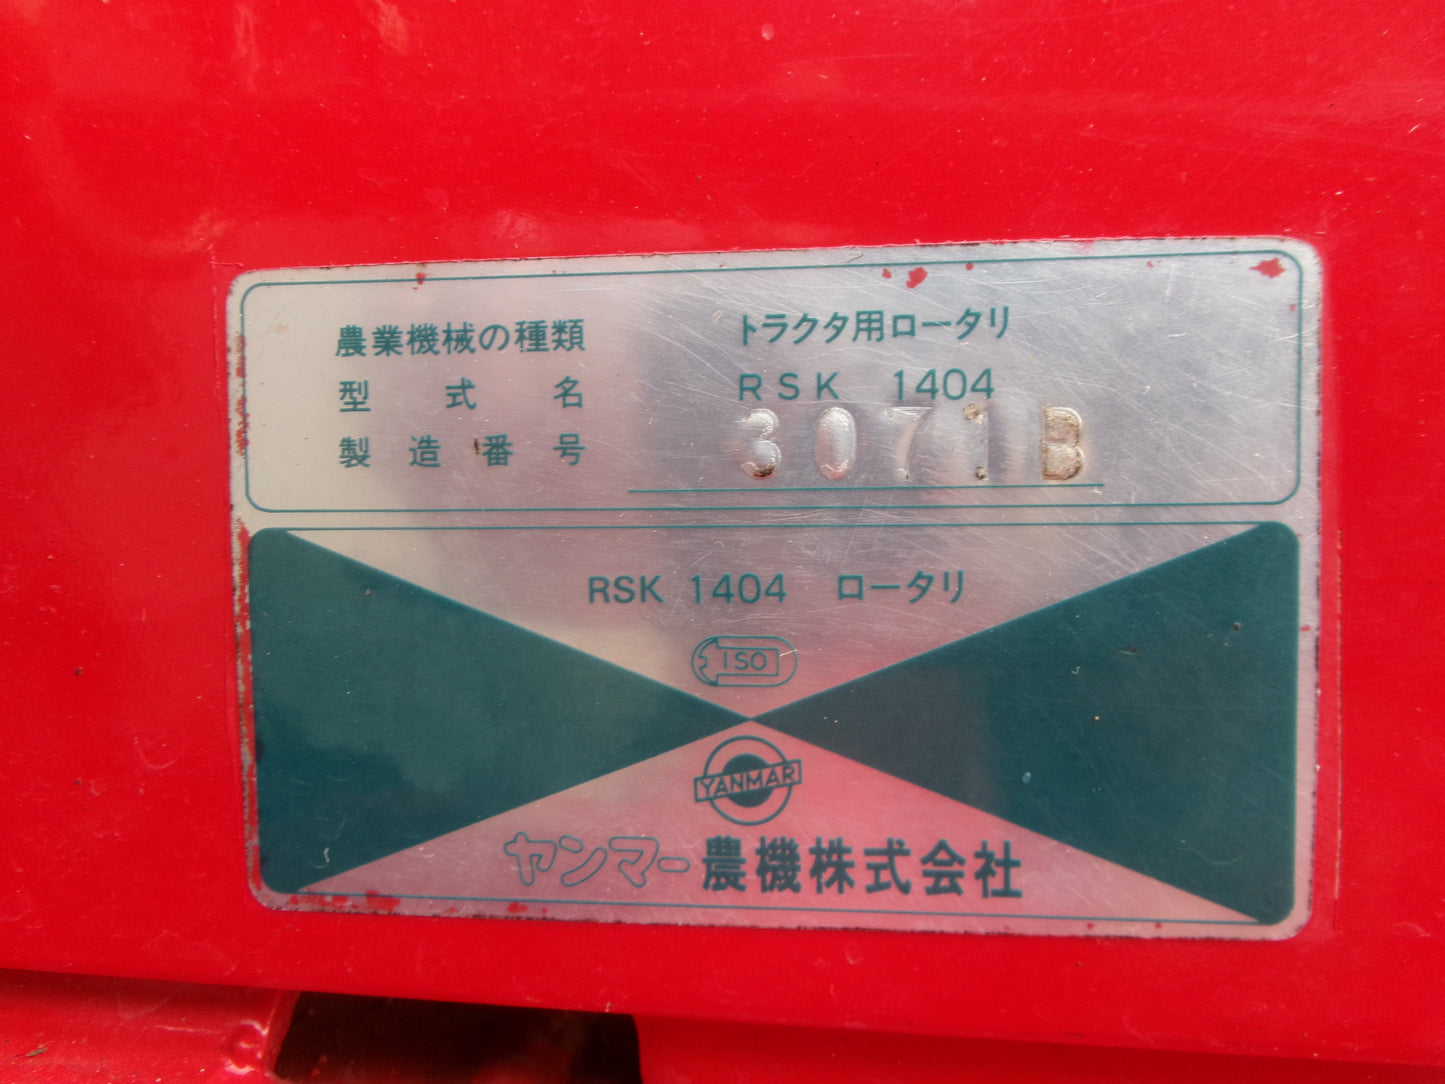 農業機械の種類 トラクタ用ロータリ
型式名 RSK 1404
製造番号 3071B
RSK 1404 ロータリ
ISO
YANMAR
ヤンマー農機株式会社